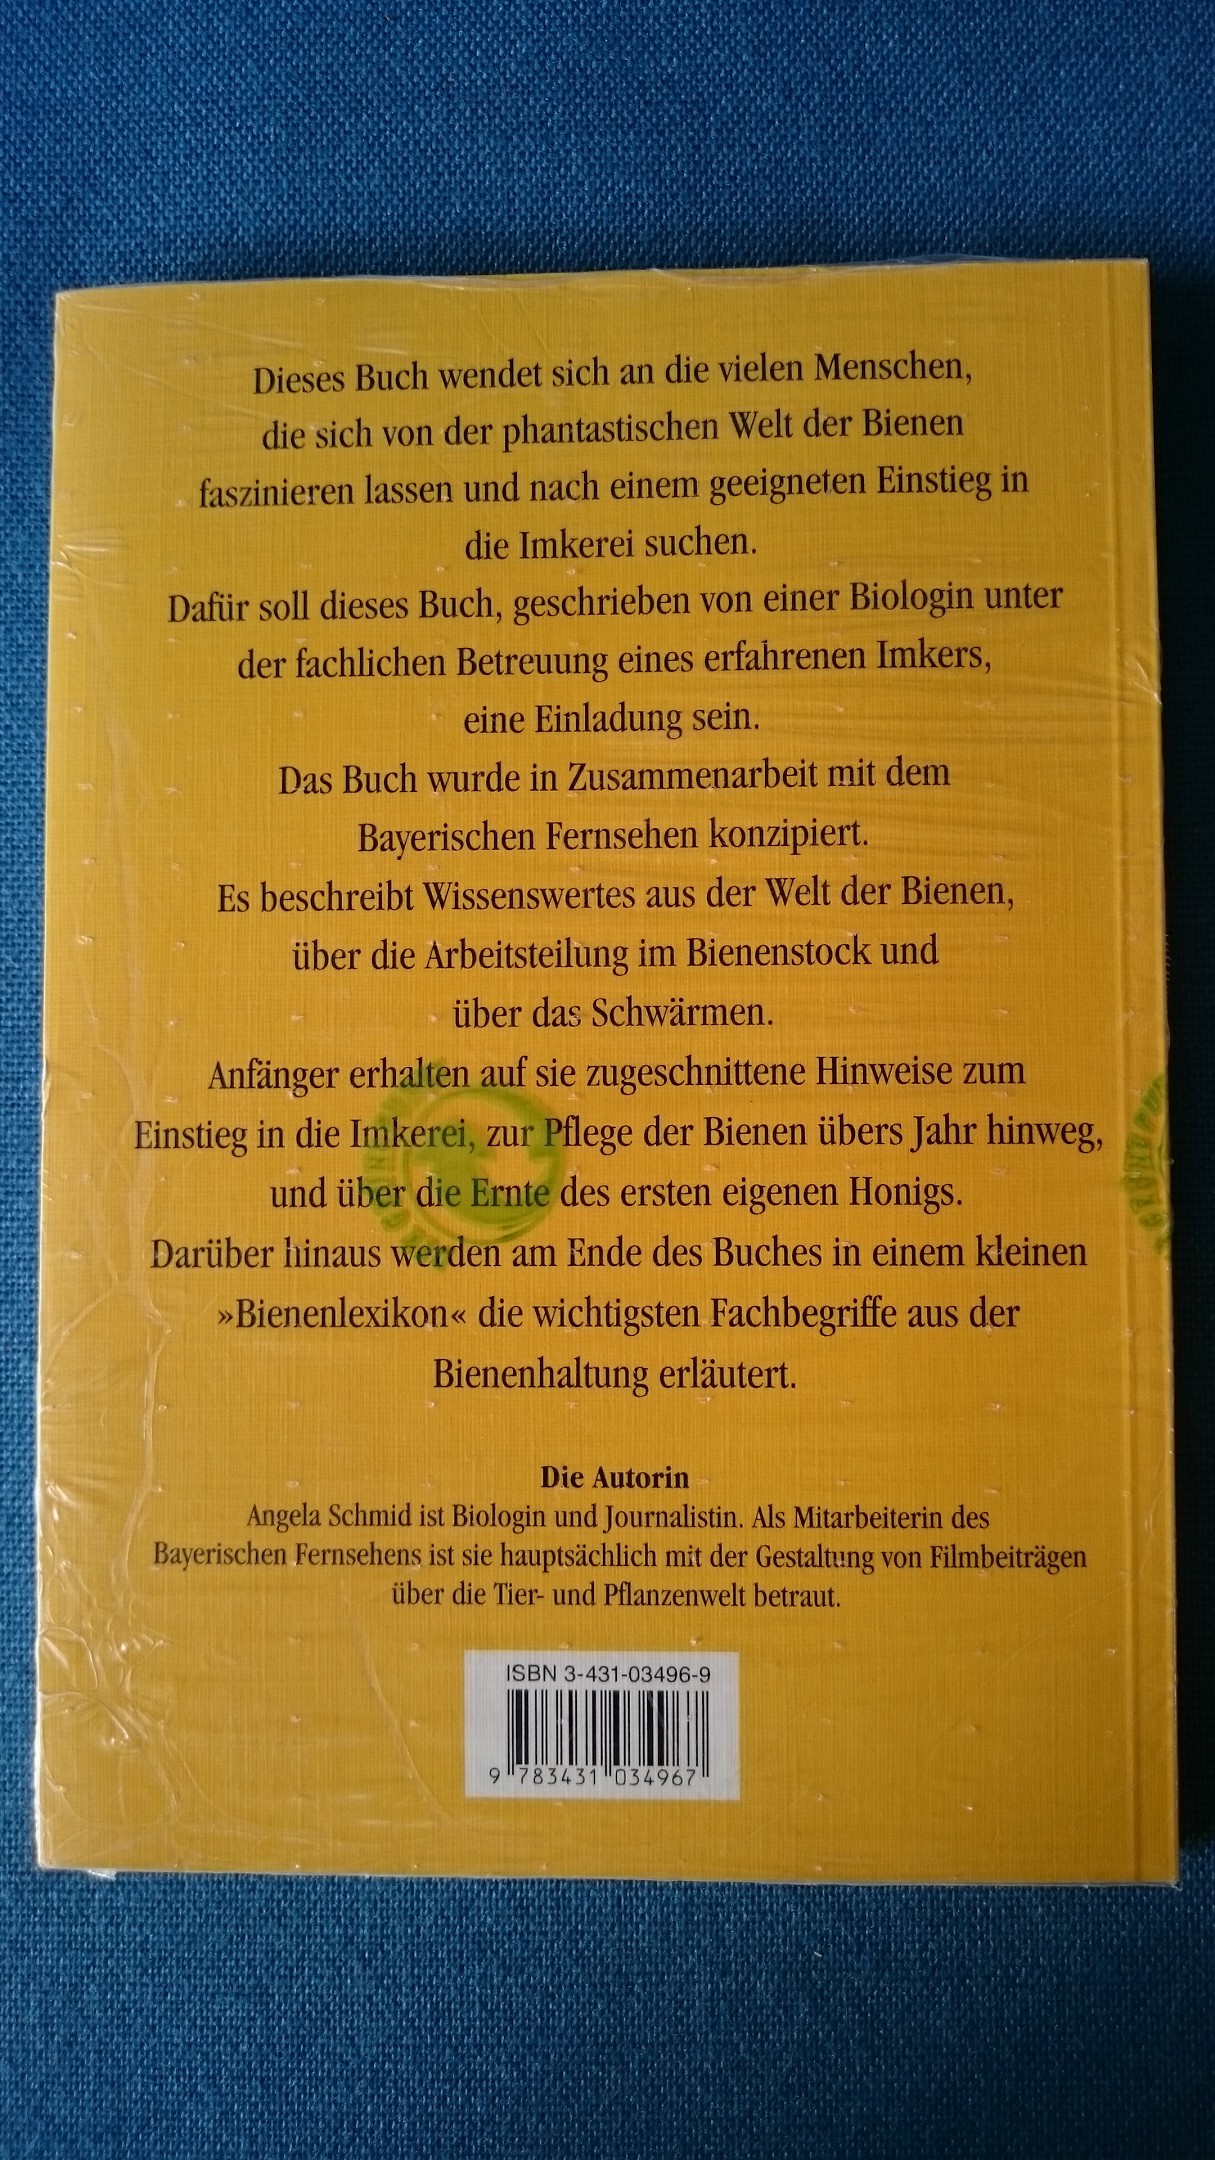 Dieses Buch wendet sich an die vielen Menschen,
die sich von der phantastischen Welt der Bienen
faszinieren lassen und nach einem geeigneten Einstieg in
die Imkerei suchen.
Dafür soll dieses Buch, geschrieben von einer Biologin unter
der fachlichen Betreuung eines erfahrenen Imkers,
eine Einladung sein.
Das Buch wurde in Zusammenarbeit mit dem
Bayerischen Fernsehen konzipiert.
Es beschreibt Wissenswertes aus der Welt der Bienen,
über die Arbeitsteilung im Bienenstock und
über das Schwärmen.
Anfänger erhalten auf sie zugeschnittene Hinweise zum
Einstieg in die Imkerei, zur Pflege der Bienen übers Jahr hinweg,
und über die Ernte des ersten eigenen Honigs.
Darüber hinaus werden am Ende des Buches in einem kleinen
»Bienenlexikon« die wichtigsten Fachbegriffe aus der
Bienenhaltung erläutert.
Die Autorin
Angela Schmid ist Biologin und Journalistin. Als Mitarbeiterin des
Bayerischen Fernsehens ist sie hauptsächlich mit der Gestaltung von Filmbeiträgen
über die Tier- und Pflanzenwelt betraut.
ISBN 3-431-03496-9
9 783431 034967